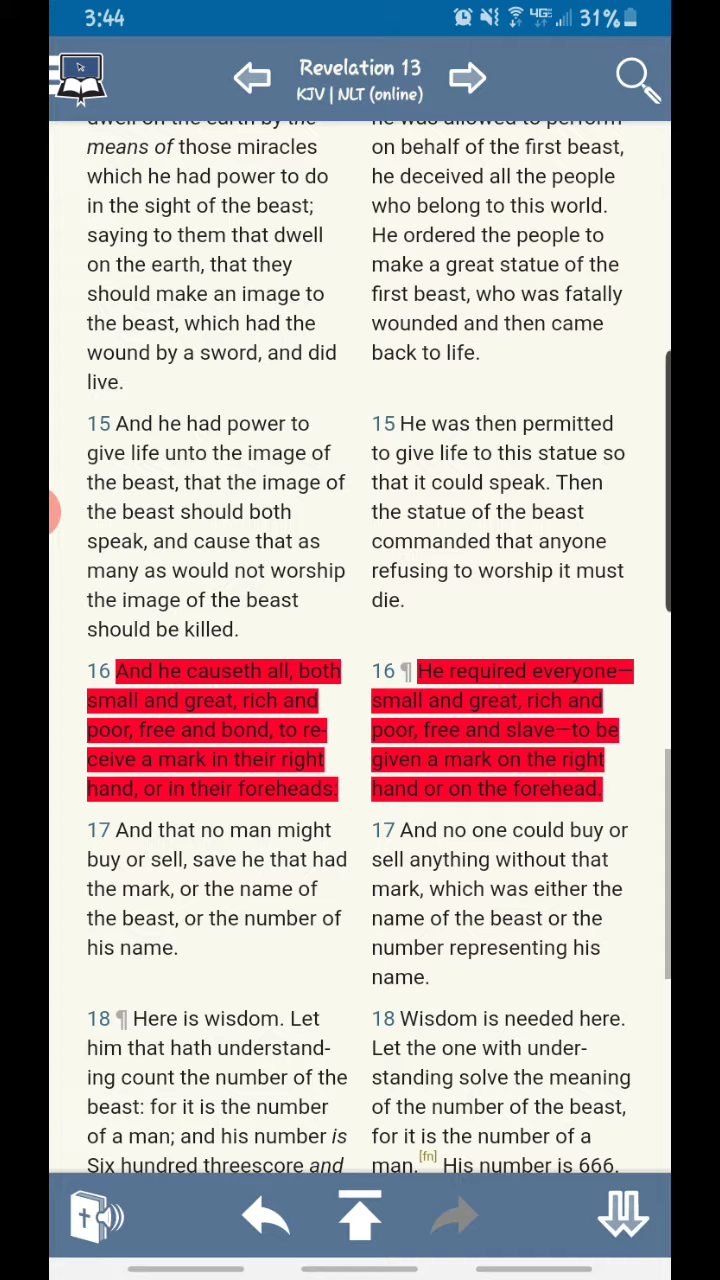 3:44
4GE
31%
Revelation 13
KJV | NLT (online)
dwell on the earth by the
means of those miracles
which he had power to do
in the sight of the beast;
saying to them that dwell
on the earth, that they
should make an image to
the beast, which had the
wound by a sword, and did
live.
15 And he had power to
give life unto the image of
the beast, that the image of
the beast should both
speak, and cause that as
many as would not worship
the image of the beast
should be killed.
16 And he causeth all, both
small and great, rich and
poor, free and bond, to re-
ceive a mark in their right
hand, or in their foreheads.
17 And that no man might
buy or sell, save he that had
the mark, or the name of
the beast, or the number of
his name.
18 ¶ Here is wisdom. Let
him that hath understand-
ing count the number of the
beast: for it is the number
of a man; and his number is
Six hundred threescore and
he was allowed to perform
on behalf of the first beast,
he deceived all the people
who belong to this world.
He ordered the people to
make a great statue of the
first beast, who was fatally
wounded and then came
back to life.
15 He was then permitted
to give life to this statue so
that it could speak. Then
the statue of the beast
commanded that anyone
refusing to worship it must
die.
16 ¶ He required everyone—
small and great, rich and
poor, free and slave—to be
given a mark on the right
hand or on the forehead.
17 And no one could buy or
sell anything without that
mark, which was either the
name of the beast or the
number representing his
name.
18 Wisdom is needed here.
Let the one with under-
standing solve the meaning
of the number of the beast,
for it is the number of a
man.[fn] His number is 666.